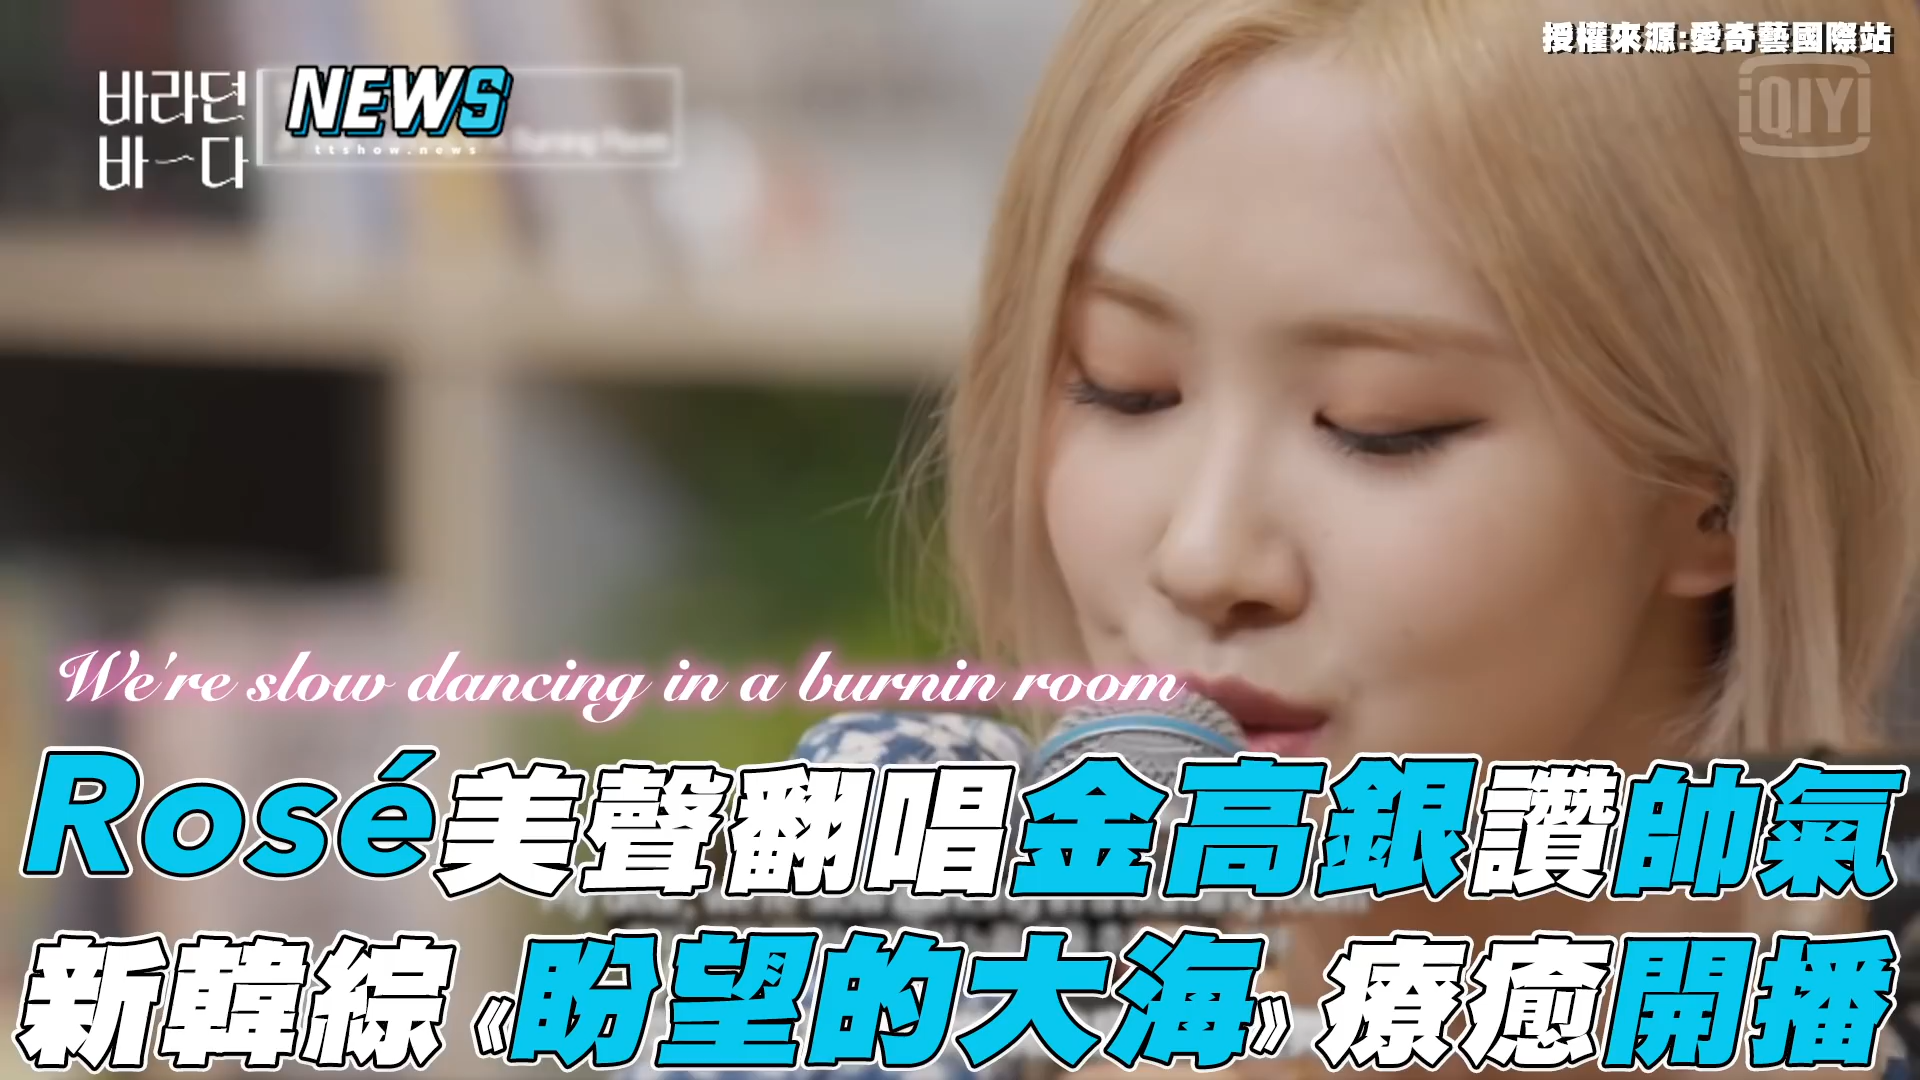 授權來源:愛奇藝國際站
iQIYI
바라던
바다
NEWS
ttshow.news
Burning Room
We're slow dancing in a burnin room
Rosé美聲翻唱金高銀讚帥氣
新韓綜《盼望的大海》療癒開播